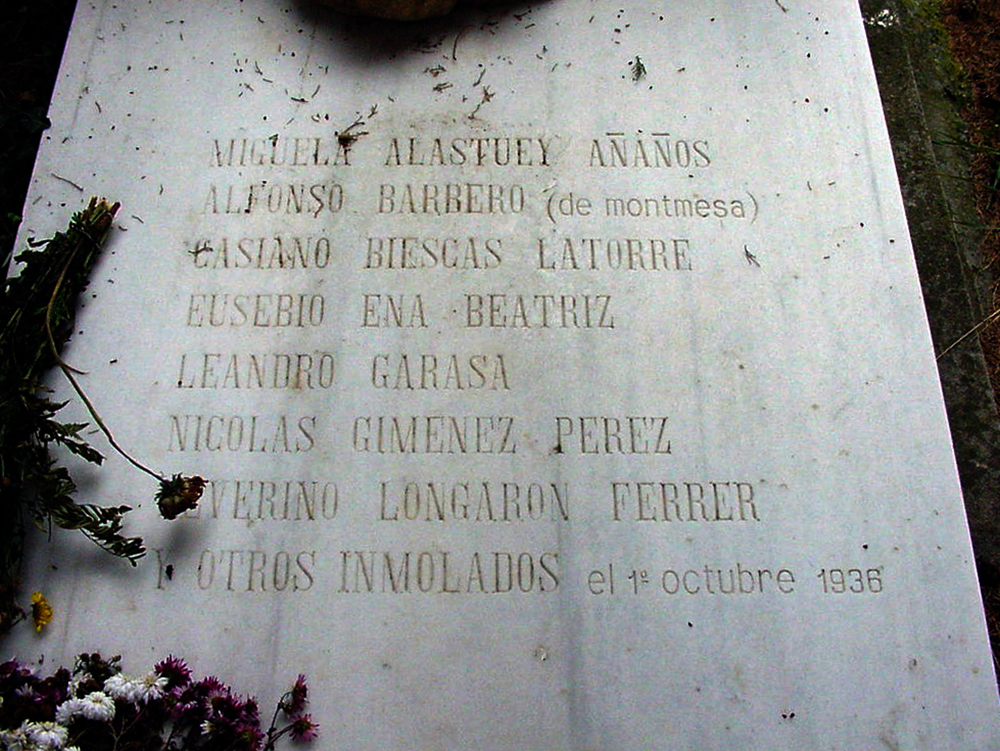 MIGUELA ALASTUEY AÑAÑOS
ALFONSO BARBERO (de montmesa)
CASIANO BIESCAS LATORRE
EUSEBIO ENA BEATRIZ
LEANDRO GARASA
NICOLAS GIMENEZ PEREZ
LONGARON FERRER
Y OTROS INMOLADOS el 1º octubre 1936